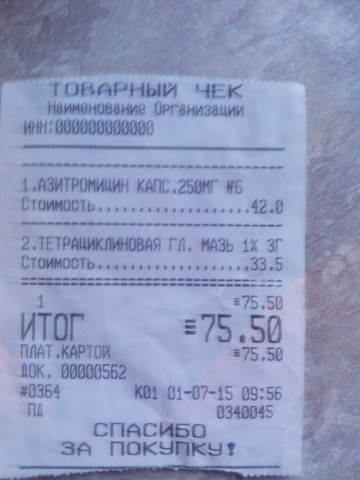 ТОВАРНЫЙ ЧЕК
Наименование Организации
ИНН:000000000000
1.АЗИТРОМИЦИН КАПС.250МГ №6
Стоимость..................42.0
2.ТЕТРАЦИКЛИНОВАЯ ГЛ. МАЗЬ 1% 3Г
Стоимость..................33.5
1 ≡75.50
ИТОГ ≡75.50
ПЛАТ.КАРТОЙ ≡75.50
ДОК. 00000562
#0364 К01 01-07-15 09:56
ПД 0340045
СПАСИБО
ЗА ПОКУПКУ!